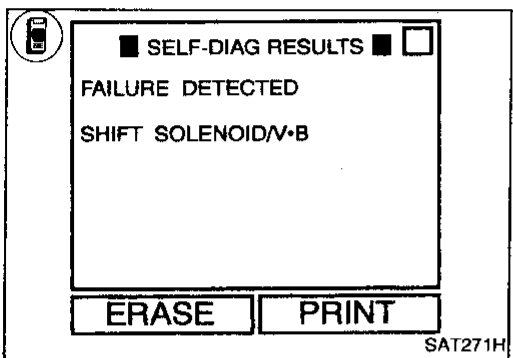 ■ SELF-DIAG RESULTS ■ □
FAILURE DETECTED
SHIFT SOLENOID/V•B
ERASE PRINT
SAT271H